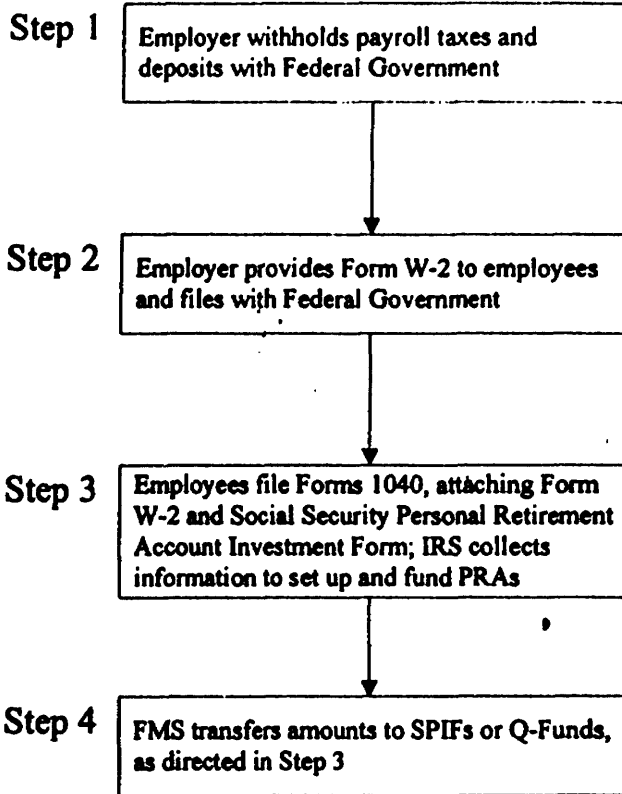 Step 1
Employer withholds payroll taxes and
deposits with Federal Government
Step 2
Employer provides Form W-2 to employees
and files with Federal Government
Step 3
Employees file Forms 1040, attaching Form
W-2 and Social Security Personal Retirement
Account Investment Form; IRS collects
information to set up and fund PRAs
Step 4
FMS transfers amounts to SPIFs or Q-Funds,
as directed in Step 3